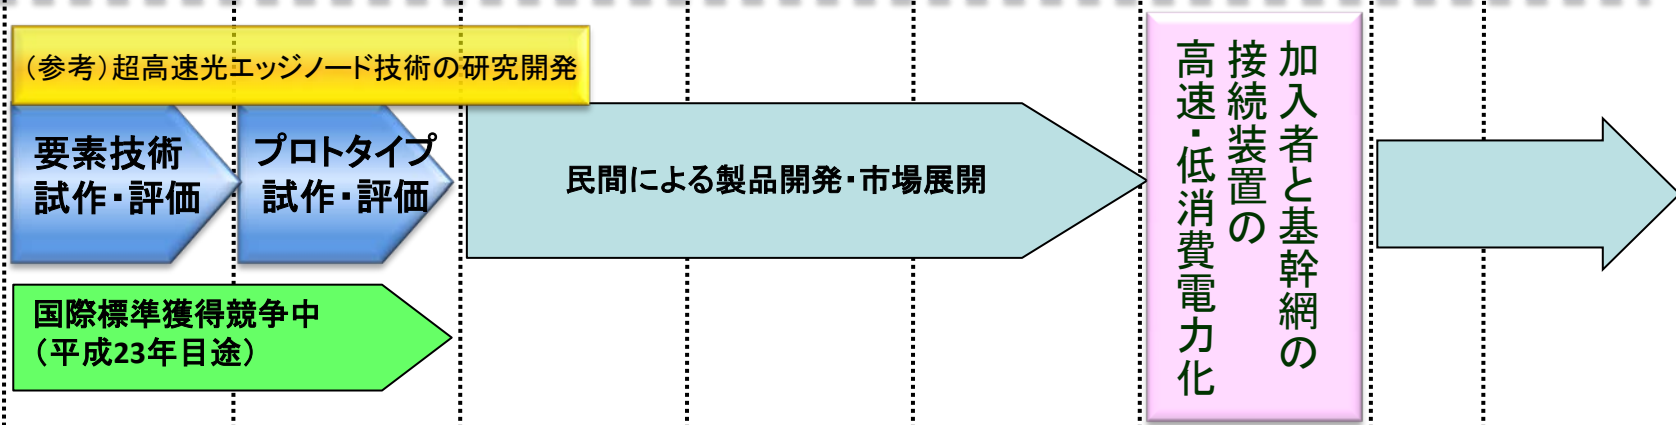 （参考）超高速光エッジノード技術の研究開発
要素技術
試作・評価
プロトタイプ
試作・評価
民間による製品開発・市場展開
国際標準獲得競争中
（平成23年目途）
加入者と基幹網の
接続装置の
高速・低消費電力化